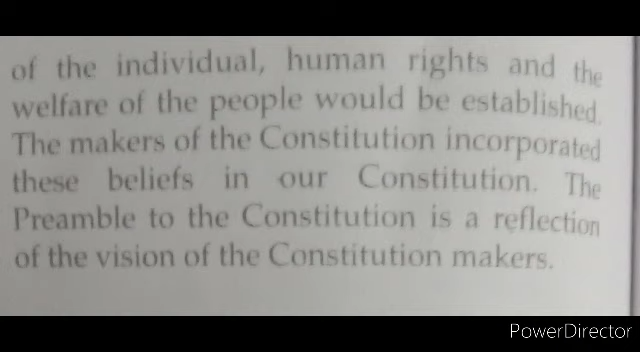 of the individual, human rights and the
welfare of the people would be established.
The makers of the Constitution incorporated
these beliefs in our Constitution. The
Preamble to the Constitution is a reflection
of the vision of the Constitution makers.
PowerDirector